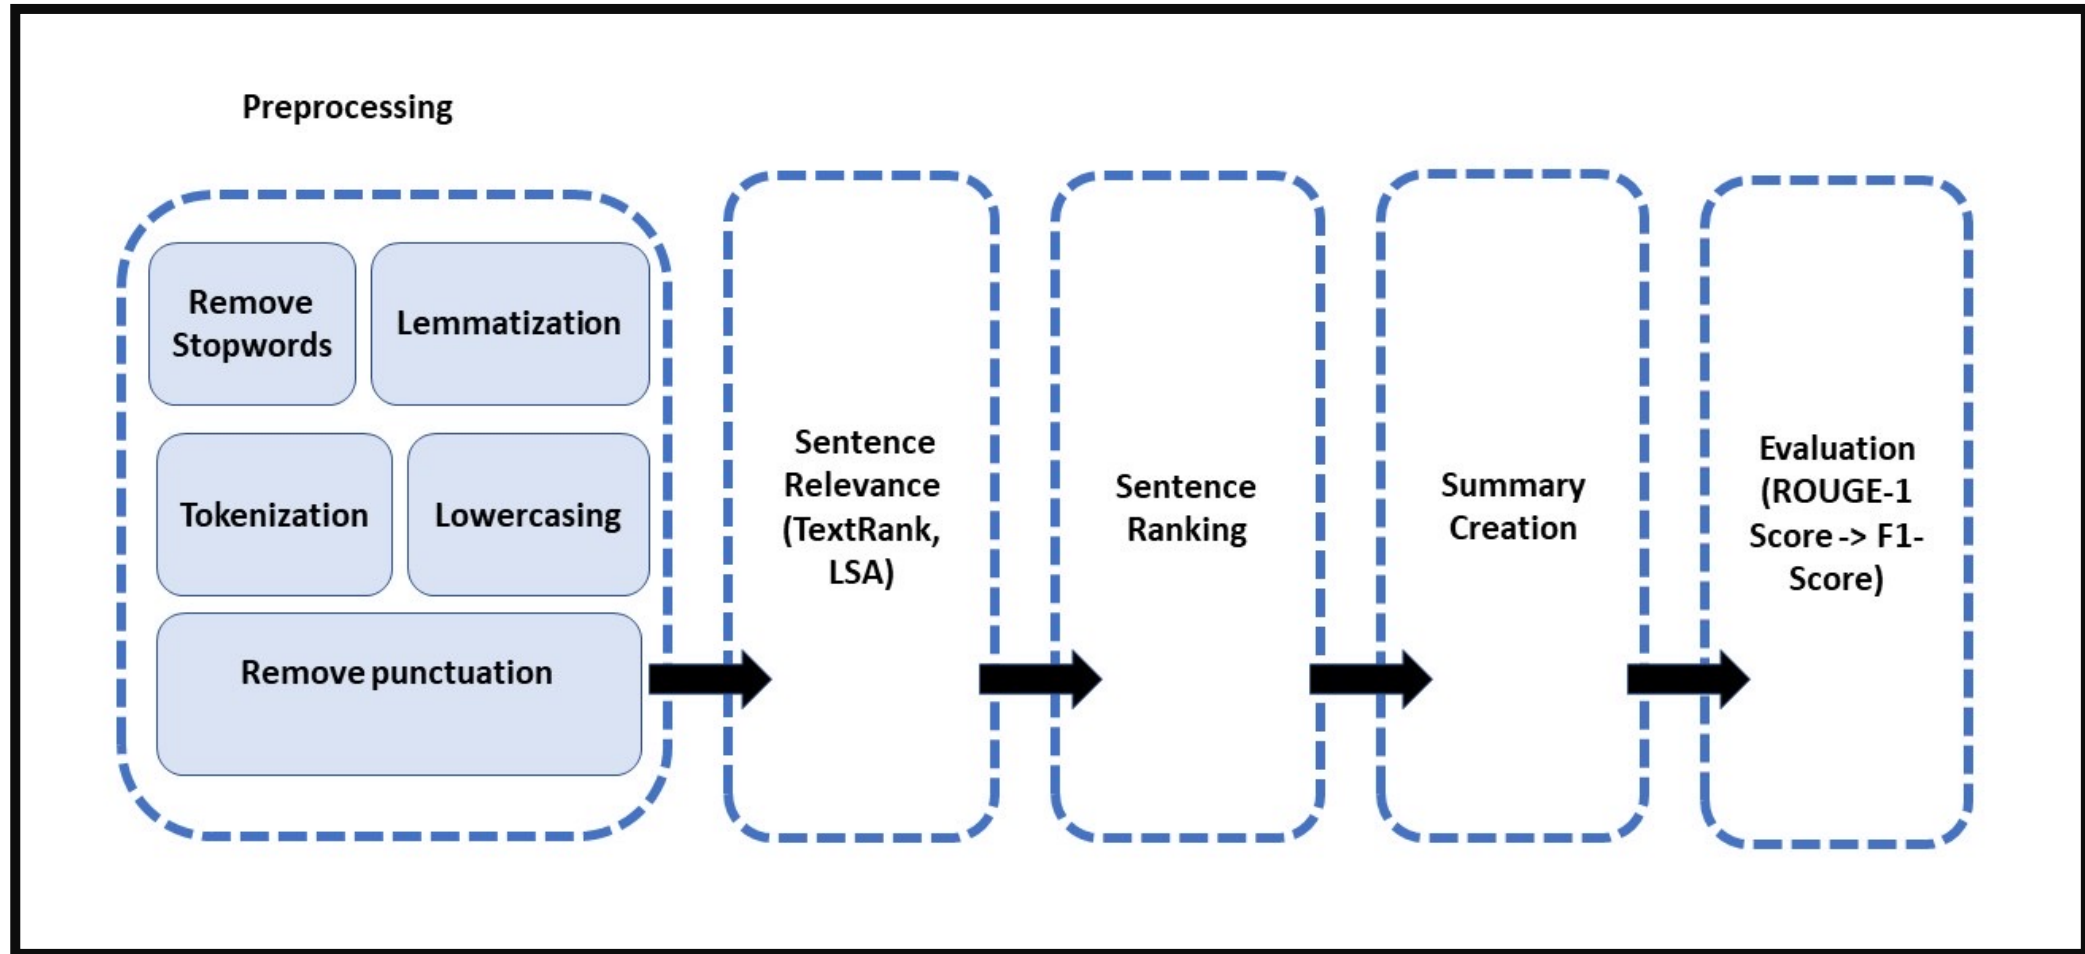 Preprocessing
Remove
Stopwords
Lemmatization
Tokenization
Lowercasing
Remove punctuation
Sentence
Relevance
(TextRank,
LSA)
Sentence
Ranking
Summary
Creation
Evaluation
(ROUGE-1
Score -> F1-
Score)